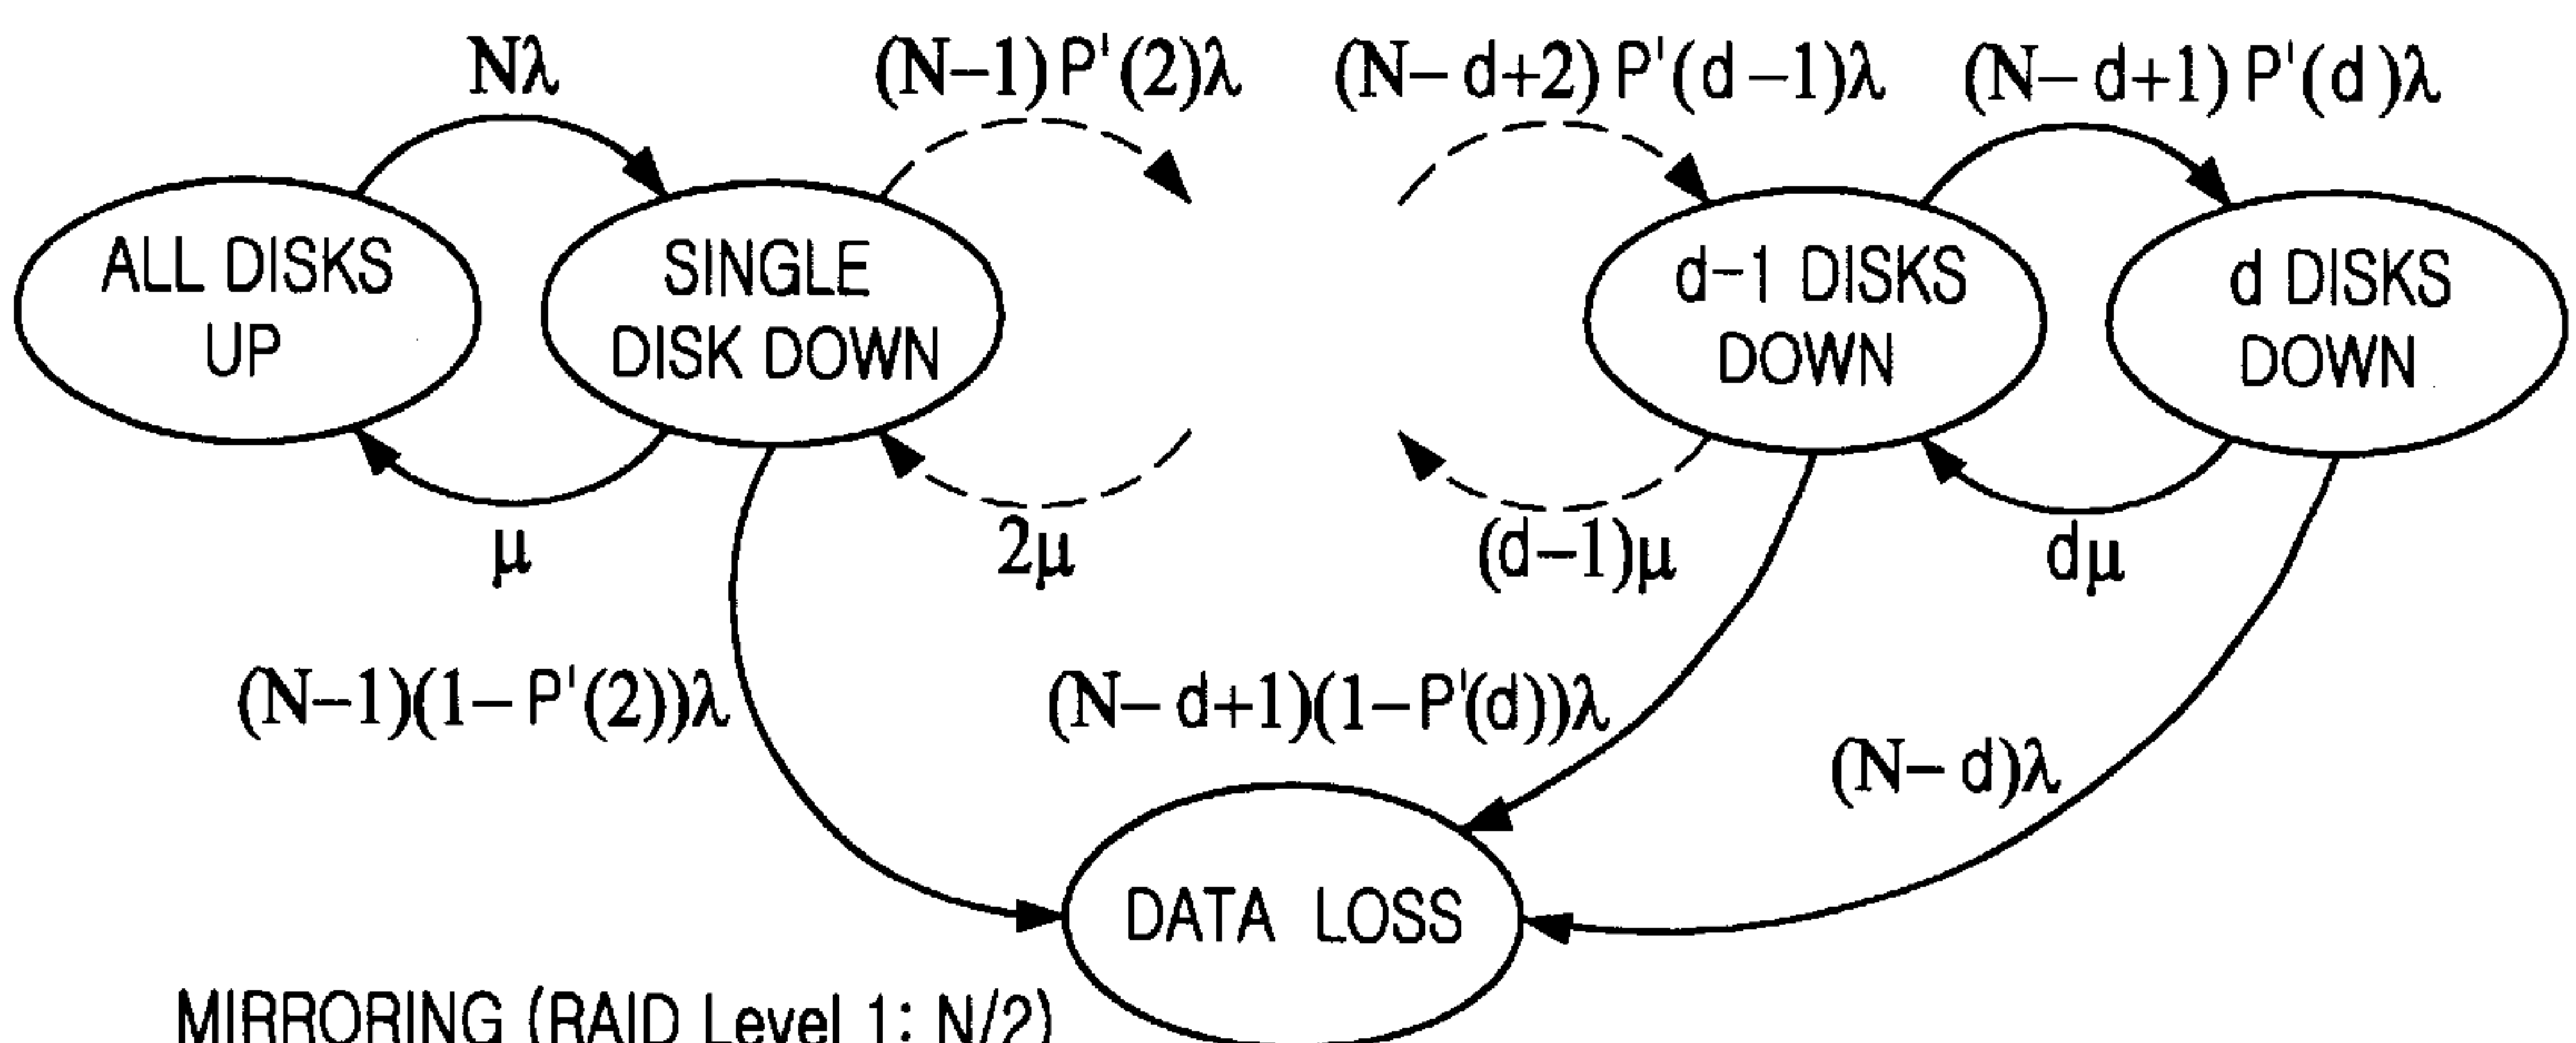 Nλ
(N−1)P'(2)λ
(N−d+2)P'(d−1)λ
(N−d+1)P'(d)λ
ALL DISKS
UP
SINGLE
DISK DOWN
d−1 DISKS
DOWN
d DISKS
DOWN
μ
2μ
(d−1)μ
dμ
(N−1)(1−P'(2))λ
(N−d+1)(1−P'(d))λ
(N−d)λ
DATA LOSS
MIRRORING (RAID Level 1: N/2)